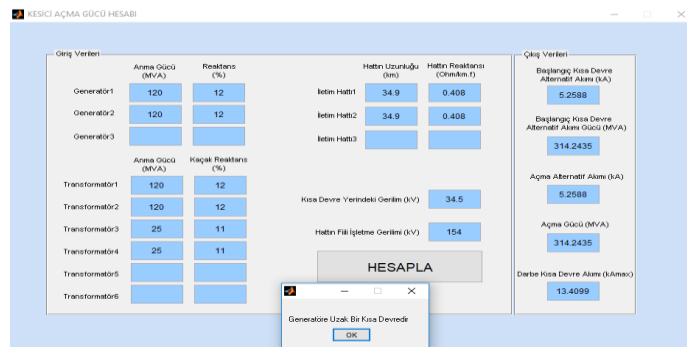 KESİCİ AÇMA GÜCÜ HESABI
Giriş Verileri
Anma Gücü (MVA) Reaktans (%)
Generatör1 120 12
Generatör2 120 12
Generatör3
Anma Gücü (MVA) Kaçak Reaktans (%)
Transformatör1 120 12
Transformatör2 120 12
Transformatör3 25 11
Transformatör4 25 11
Transformatör5
Transformatör6
Hattın Uzunluğu (km) Hattın Reaktansı (Ohm/km.f)
İletim Hattı1 34.9 0.408
İletim Hattı2 34.9 0.408
İletim Hattı3
Kısa Devre Yerindeki Gerilim (kV) 34.5
Hattın Fiili İşletme Gerilimi (kV) 154
HESAPLA
Çıkış Verileri
Başlangıç Kısa Devre
Alternatif Akımı (kA)
5.2588
Başlangıç Kısa Devre
Alternatif Akımı Gücü (MVA)
314.2435
Açma Alternatif Akımı (kA)
5.2588
Açma Gücü (MVA)
314.2435
Darbe Kısa Devre Akımı (kAmax)
13.4099
Generatöre Uzak Bir Kısa Devredir
OK